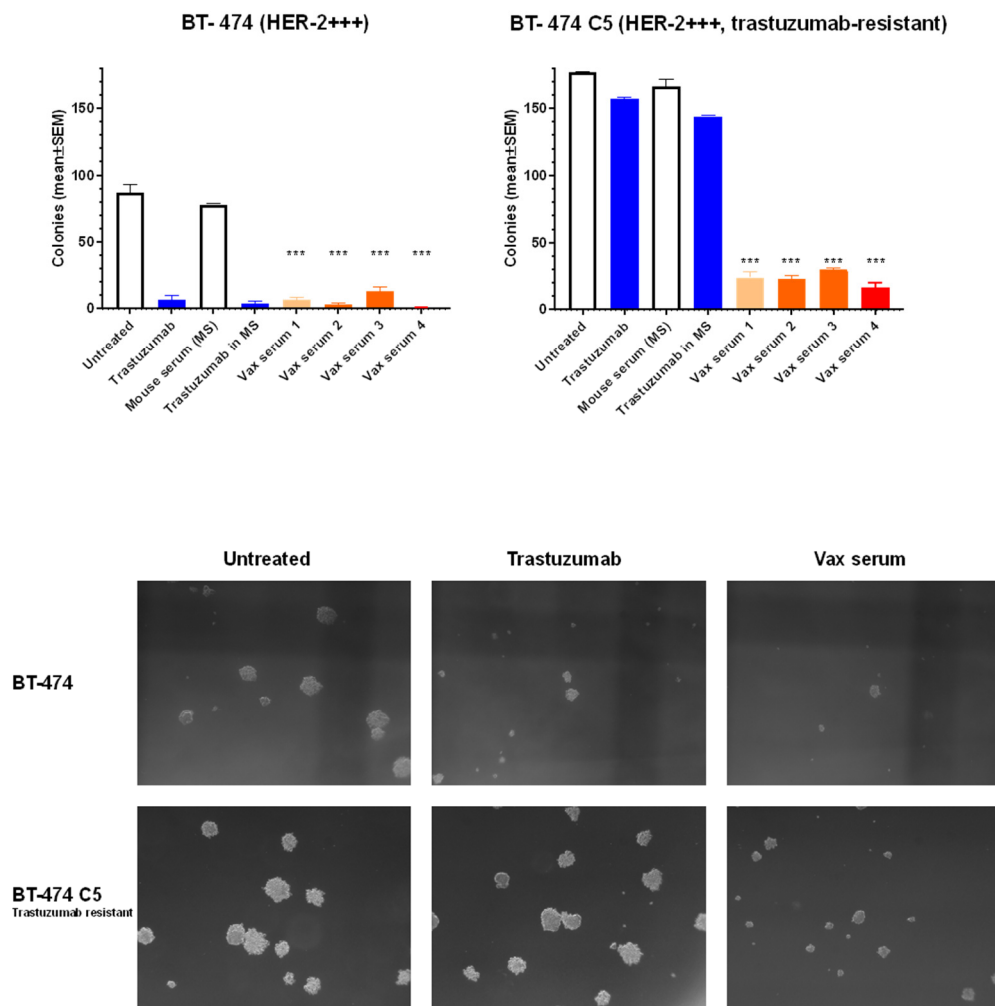 BT- 474 (HER-2+++)
BT- 474 C5 (HER-2+++, trastuzumab-resistant)
Colonies (mean±SEM)
150
100
50
0
Untreated
Trastuzumab
Mouse serum (MS)
Trastuzumab in MS
Vax serum 1
Vax serum 2
Vax serum 3
Vax serum 4
*** *** *** ***
Colonies (mean±SEM)
150
100
50
0
Untreated
Trastuzumab
Mouse serum (MS)
Trastuzumab in MS
Vax serum 1
Vax serum 2
Vax serum 3
Vax serum 4
*** *** *** ***
Untreated
Trastuzumab
Vax serum
BT-474
BT-474 C5
Trastuzumab resistant